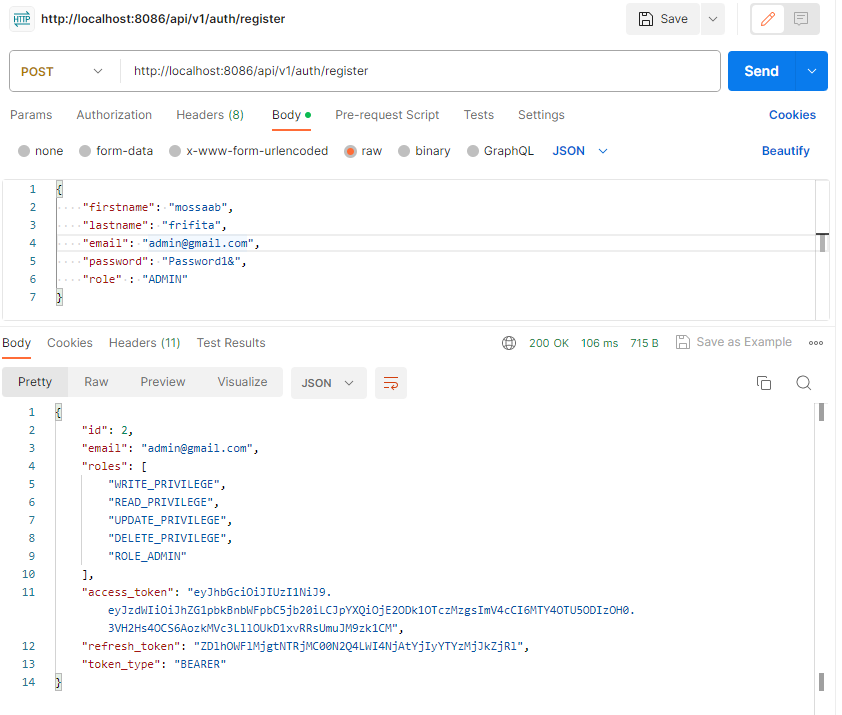 HTTP http://localhost:8086/api/v1/auth/register Save
POST http://localhost:8086/api/v1/auth/register Send
Params Authorization Headers (8) Body Pre-request Script Tests Settings Cookies
none form-data x-www-form-urlencoded raw binary GraphQL JSON Beautify
1 {
2 ····"firstname":·"mossaab",
3 ····"lastname":·"frifita",
4 ····"email":·"admin@gmail.com",
5 ····"password":·"Password1&",
6 ····"role"·:·"ADMIN"
7 }
Body Cookies Headers (11) Test Results 200 OK 106 ms 715 B Save as Example
Pretty Raw Preview Visualize JSON
1 {
2 "id": 2,
3 "email": "admin@gmail.com",
4 "roles": [
5 "WRITE_PRIVILEGE",
6 "READ_PRIVILEGE",
7 "UPDATE_PRIVILEGE",
8 "DELETE_PRIVILEGE",
9 "ROLE_ADMIN"
10 ],
11 "access_token": "eyJhbGciOiJIUzI1NiJ9.
eyJzdWIiOiJhZG1pbkBnbWFpbC5jb20iLCJpYXQiOjE2ODk1OTczMzgsImV4cCI6MTY4OTU5ODIzOH0.
3VH2Hs4OCS6AozkMVc3LllOUkD1xvRRsUmuJM9zk1CM",
12 "refresh_token": "ZDlhOWFlMjgtNTRjMC00N2Q4LWI4NjAtYjIyYTYzMjJkZjRl",
13 "token_type": "BEARER"
14 }